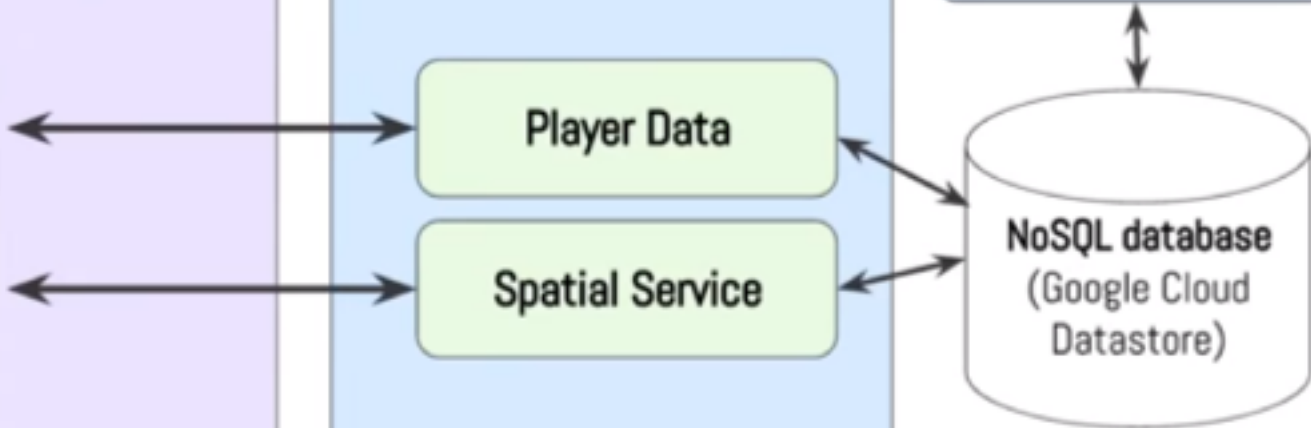 Player Data
Spatial Service
NoSQL database
(Google Cloud
Datastore)